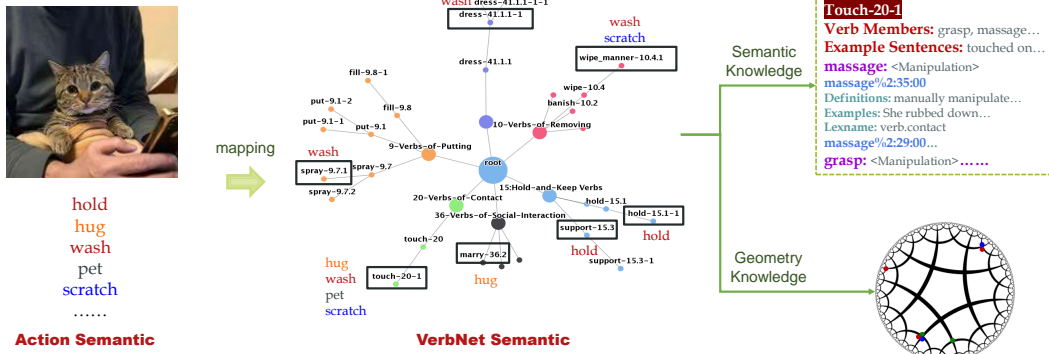 hold
hug
wash
pet
scratch
......
Action Semantic
mapping
wash dress-41.1.1-1-1
dress-41.1.1-1
dress-41.1.1
wash
scratch
wipe_manner-10.4.1
wipe-10.4
banish-10.2
10-Verbs-of-Removing
fill-9.8-1
fill-9.8
put-9.1-2
put-9.1-1
put-9.1
9-Verbs-of-Putting
wash
spray-9.7
spray-9.7.1
spray-9.7.2
root
15:Hold-and-Keep Verbs
hold-15.1
hold-15.1-1
hold
support-15.3
hold
support-15.3-1
20-Verbs-of-Contact
36-Verbs-of-Social-Interaction
touch-20
touch-20-1
hug
wash
pet
scratch
marry-36.2
hug
VerbNet Semantic
Semantic
Knowledge
Geometry
Knowledge
Touch-20-1
Verb Members: grasp, massage…
Example Sentences: touched on…
massage: <Manipulation>
massage%2:35:00
Definitions: manually manipulate…
Examples: She rubbed down…
Lexname: verb.contact
massage%2:29:00…
grasp: <Manipulation>……